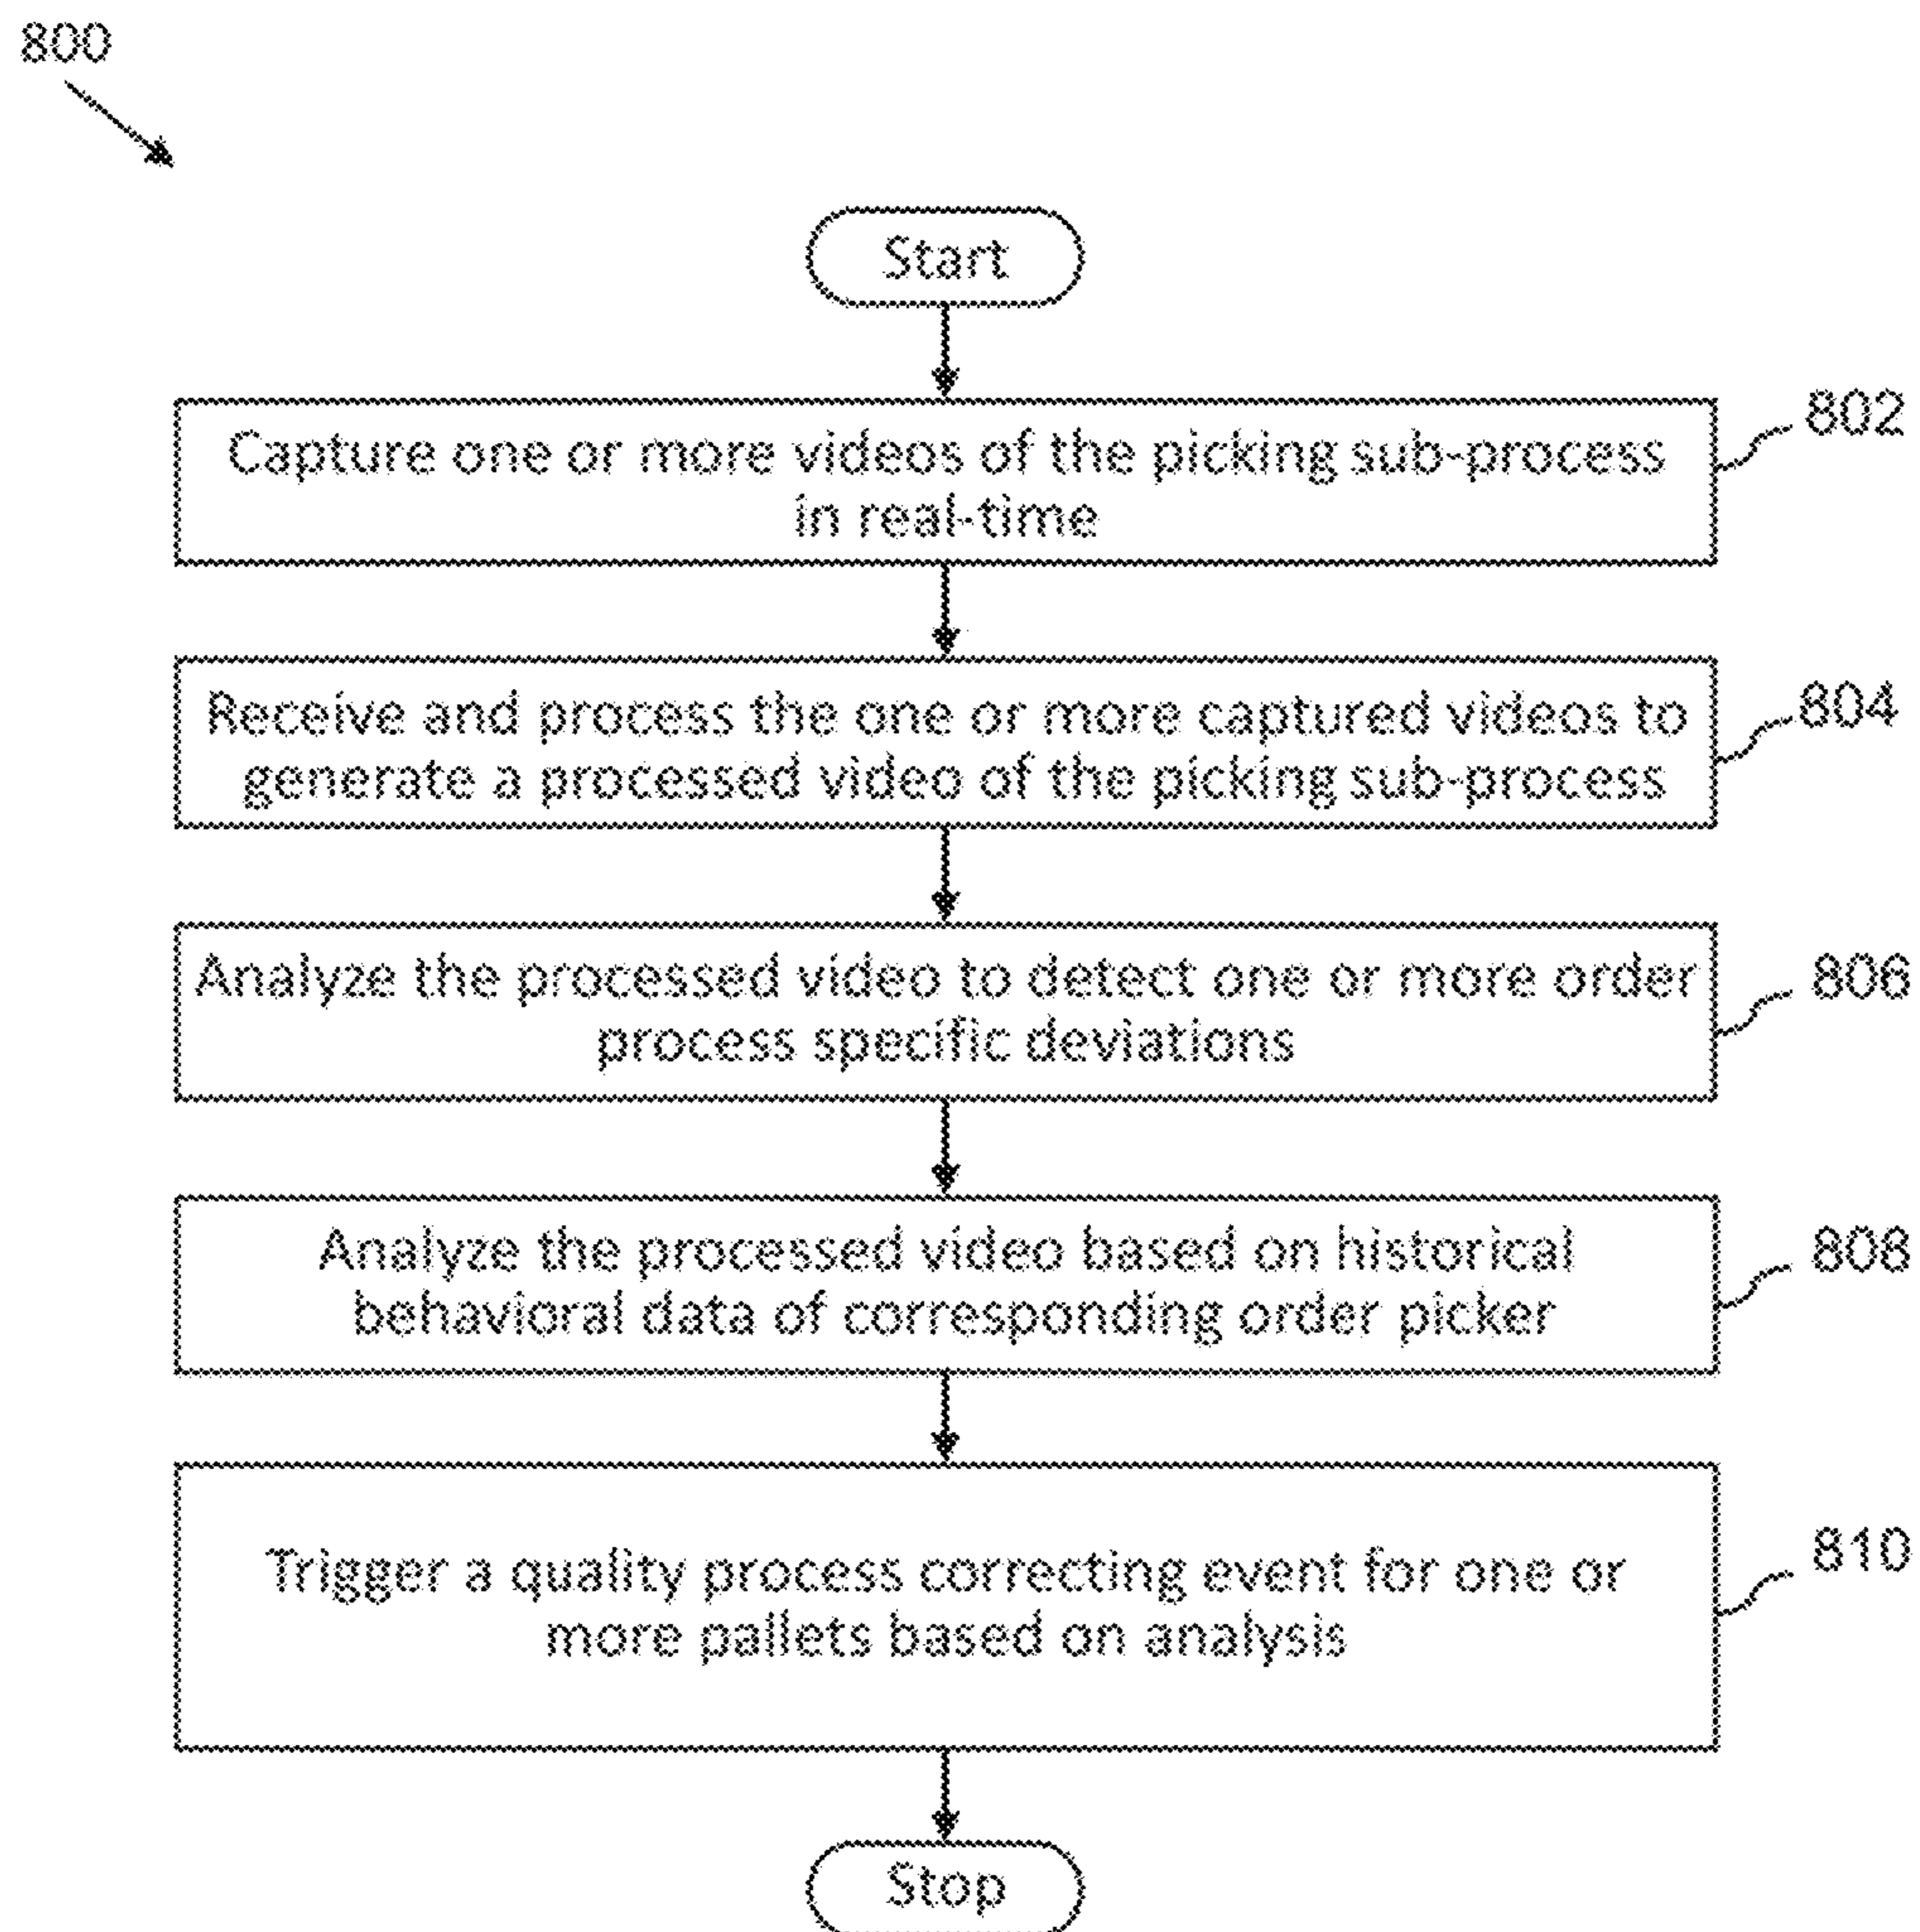 800
Start
Capture one or more videos of the picking sub-process
in real-time
802
Receive and process the one or more captured videos to
generate a processed video of the picking sub-process
804
Analyze the processed video to detect one or more order
process specific deviations
806
Analyze the processed video based on historical
behavioral data of corresponding order picker
808
Trigger a quality process correcting event for one or
more pallets based on analysis
810
Stop